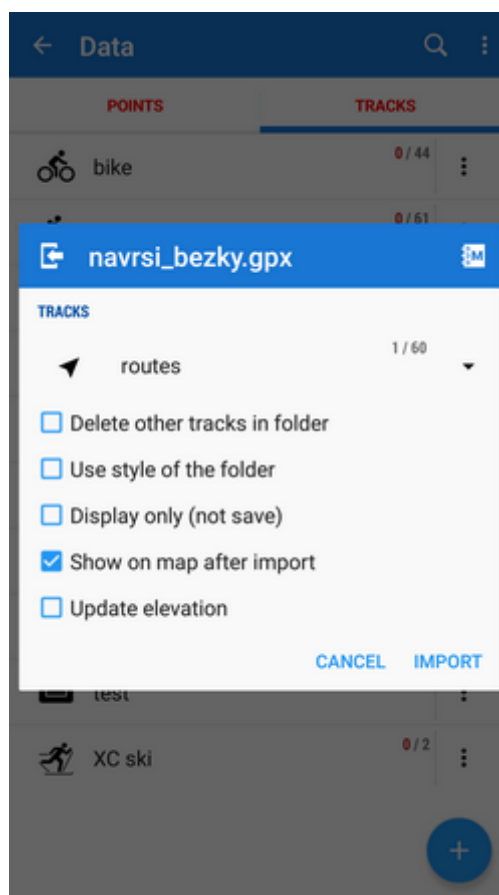 Data
POINTS TRACKS
bike 0 / 44
0 / 61
navrsi_bezky.gpx M
TRACKS
routes 1 / 60
Delete other tracks in folder
Use style of the folder
Display only (not save)
Show on map after import
Update elevation
CANCEL IMPORT
test
XC ski 0 / 2